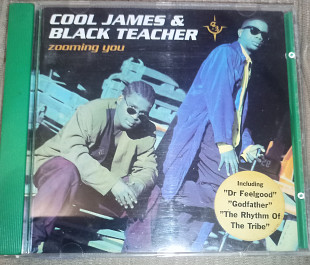 COOL JAMES &
BLACK TEACHER
zooming you
Including
"Dr Feelgood"
"Godfather"
"The Rhythm Of
The Tribe"